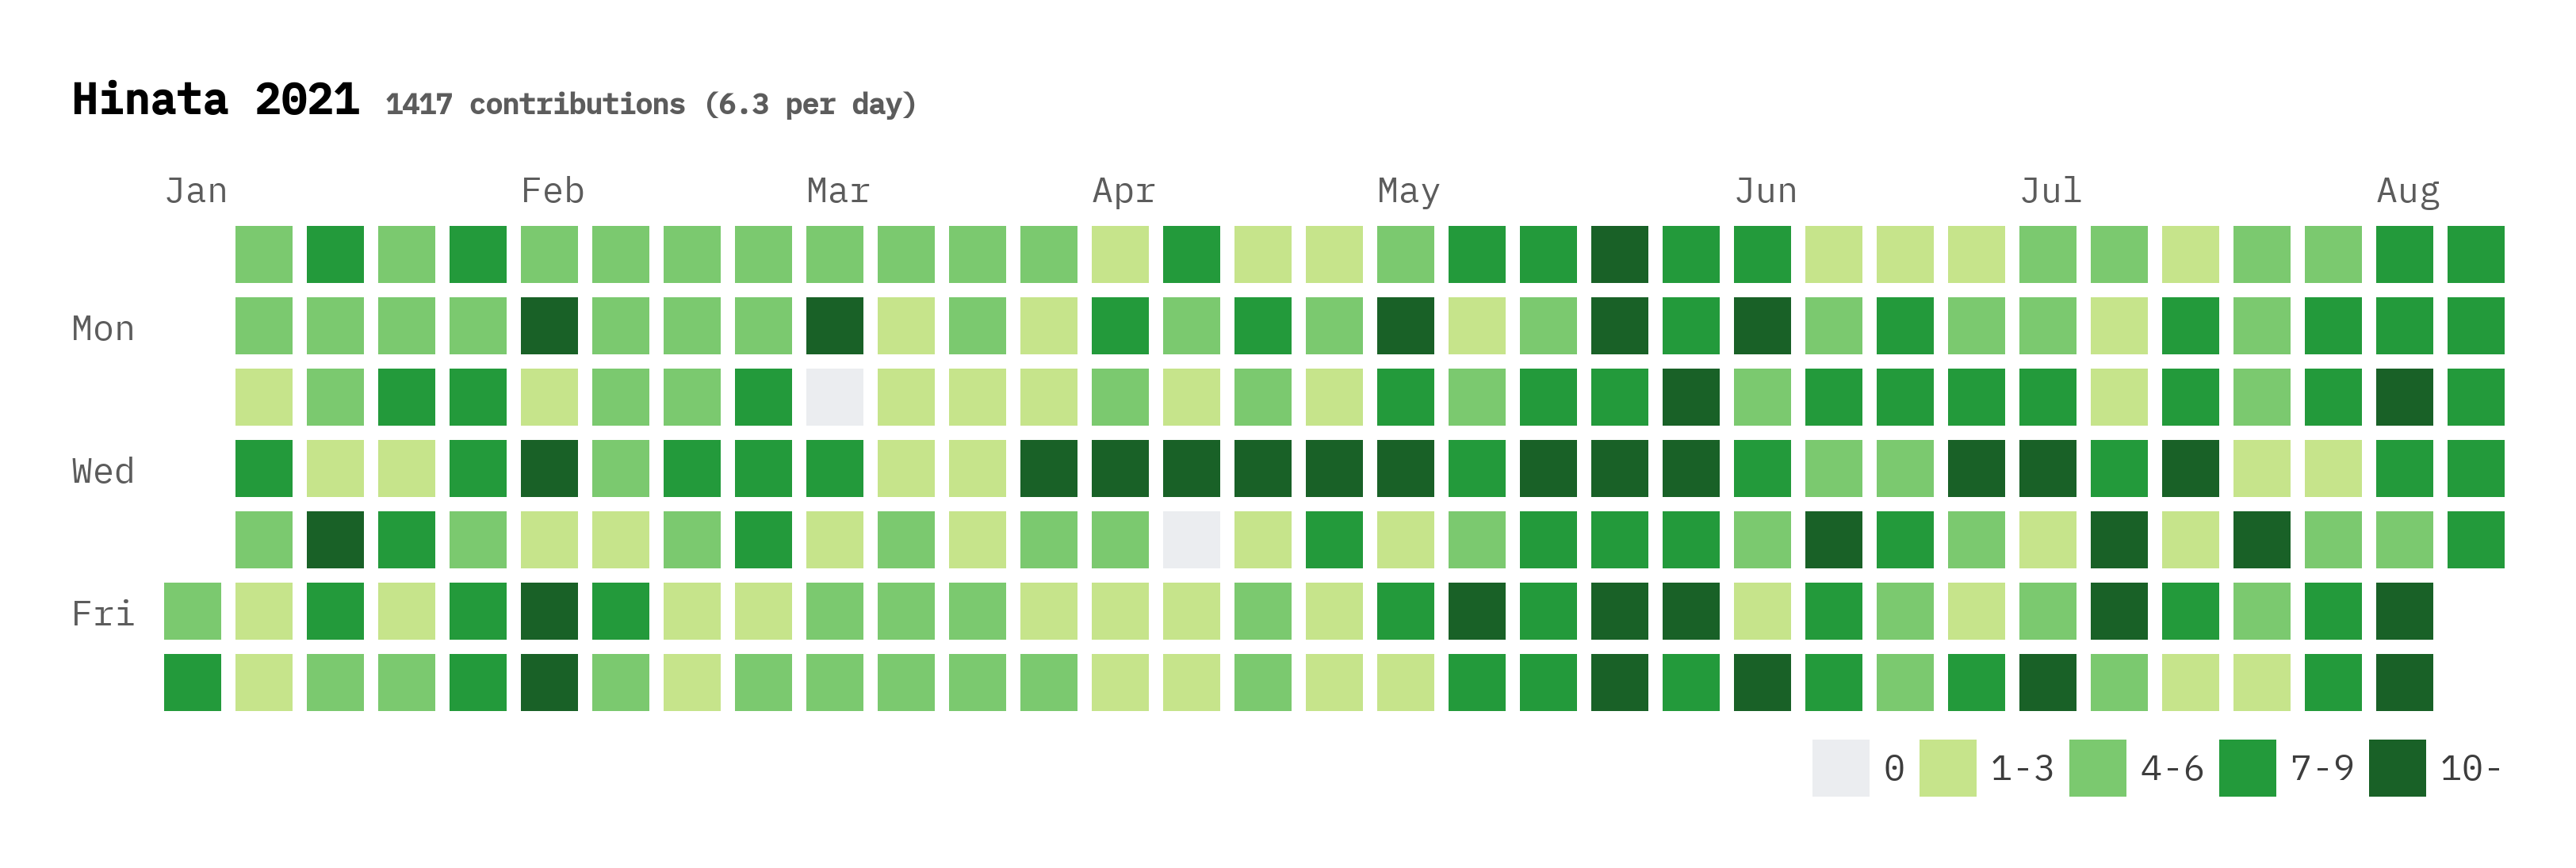 Hinata 2021 1417 contributions (6.3 per day)
Jan Feb Mar Apr May Jun Jul Aug
Mon
Wed
Fri
0 1-3 4-6 7-9 10-